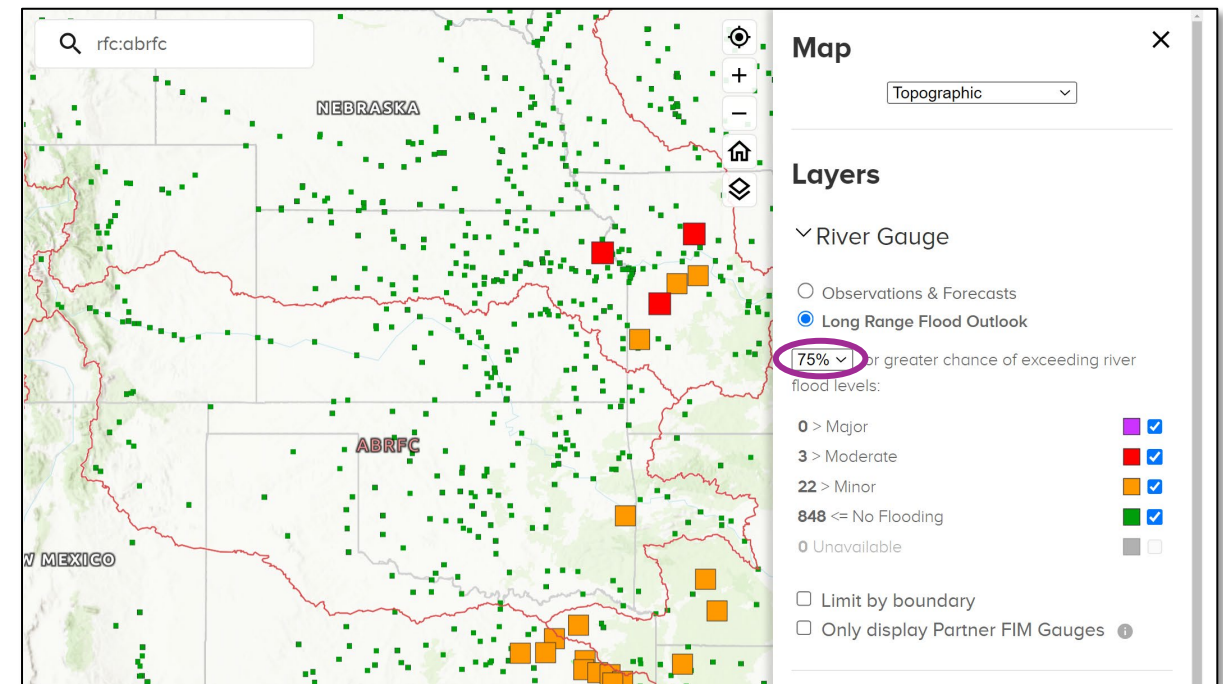 rfc:abrfc
NEBRASKA
ABRFC
W MEXICO
Map
Topographic
Layers
River Gauge
Observations & Forecasts
Long Range Flood Outlook
75% or greater chance of exceeding river
flood levels:
0 > Major
3 > Moderate
22 > Minor
848 <= No Flooding
0 Unavailable
Limit by boundary
Only display Partner FIM Gauges